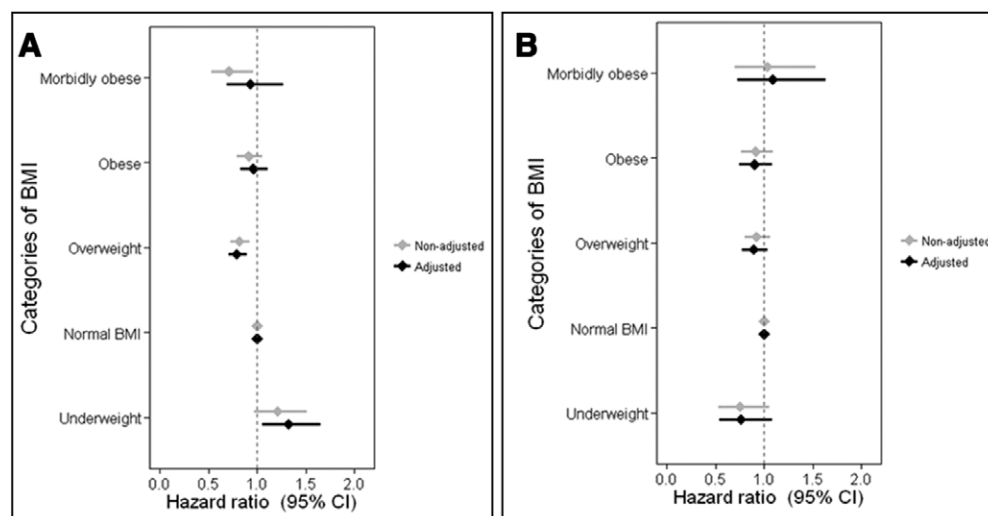 A
Categories of BMI
Morbidly obese
Obese
Overweight
Normal BMI
Underweight
0.0 0.5 1.0 1.5 2.0
Hazard ratio (95% CI)
Non-adjusted
Adjusted
B
Categories of BMI
Morbidly obese
Obese
Overweight
Normal BMI
Underweight
0.0 0.5 1.0 1.5 2.0
Hazard ratio (95% CI)
Non-adjusted
Adjusted